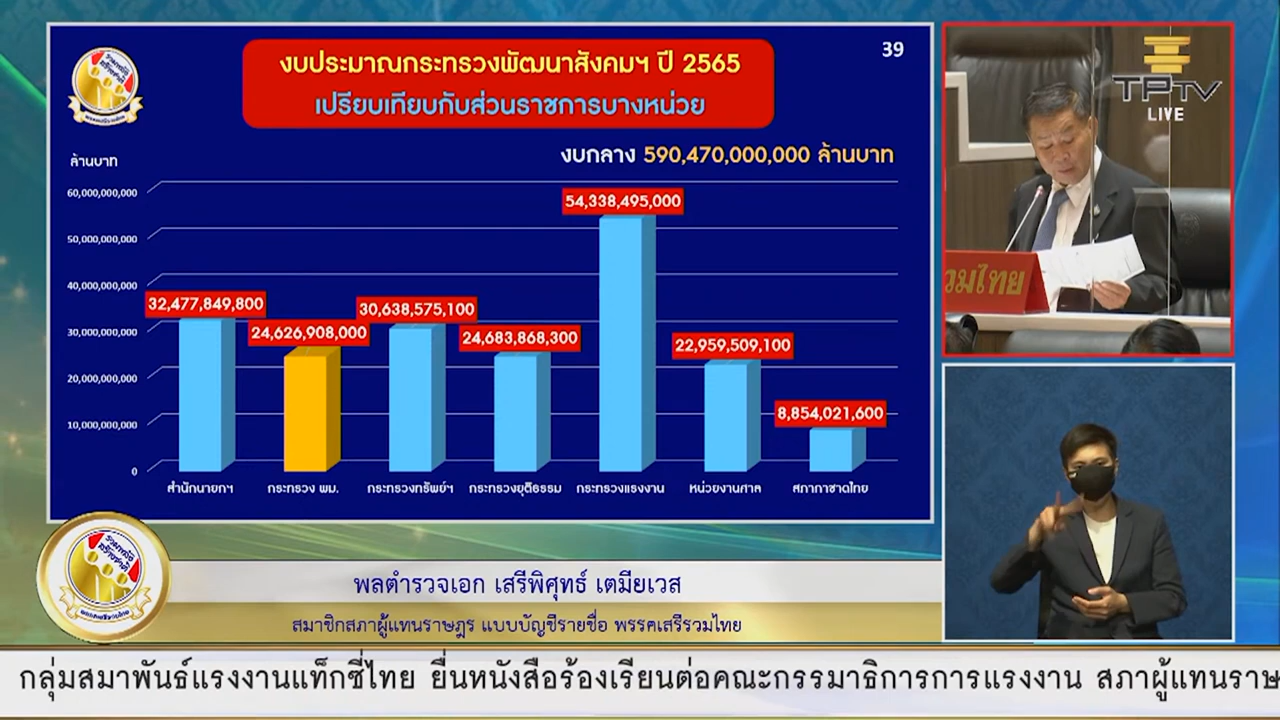 39
งบประมาณกระทรวงพัฒนาสังคมฯ ปี 2565
เปรียบเทียบกับส่วนราชการบางหน่วย
งบกลาง 590,470,000,000 ล้านบาท
ล้านบาท
60,000,000,000
50,000,000,000
40,000,000,000
30,000,000,000
20,000,000,000
10,000,000,000
0
32,477,849,800
24,626,908,000
30,638,575,100
24,683,868,300
54,338,495,000
22,959,509,100
8,854,021,600
สำนักนายกฯ
กระทรวง พม.
กระทรวงทรัพย์ฯ
กระทรวงยุติธรรม
กระทรวงแรงงาน
หน่วยงานศาล
สภากาชาดไทย
TPTV
LIVE
วมไทย
พลตำรวจเอก เสรีพิศุทธ์ เตมียเวส
สมาชิกสภาผู้แทนราษฎร แบบบัญชีรายชื่อ พรรคเสรีรวมไทย
กลุ่มสมาพันธ์แรงงานแท็กซี่ไทย ยื่นหนังสือร้องเรียนต่อคณะกรรมาธิการการแรงงาน สภาผู้แทนราษ